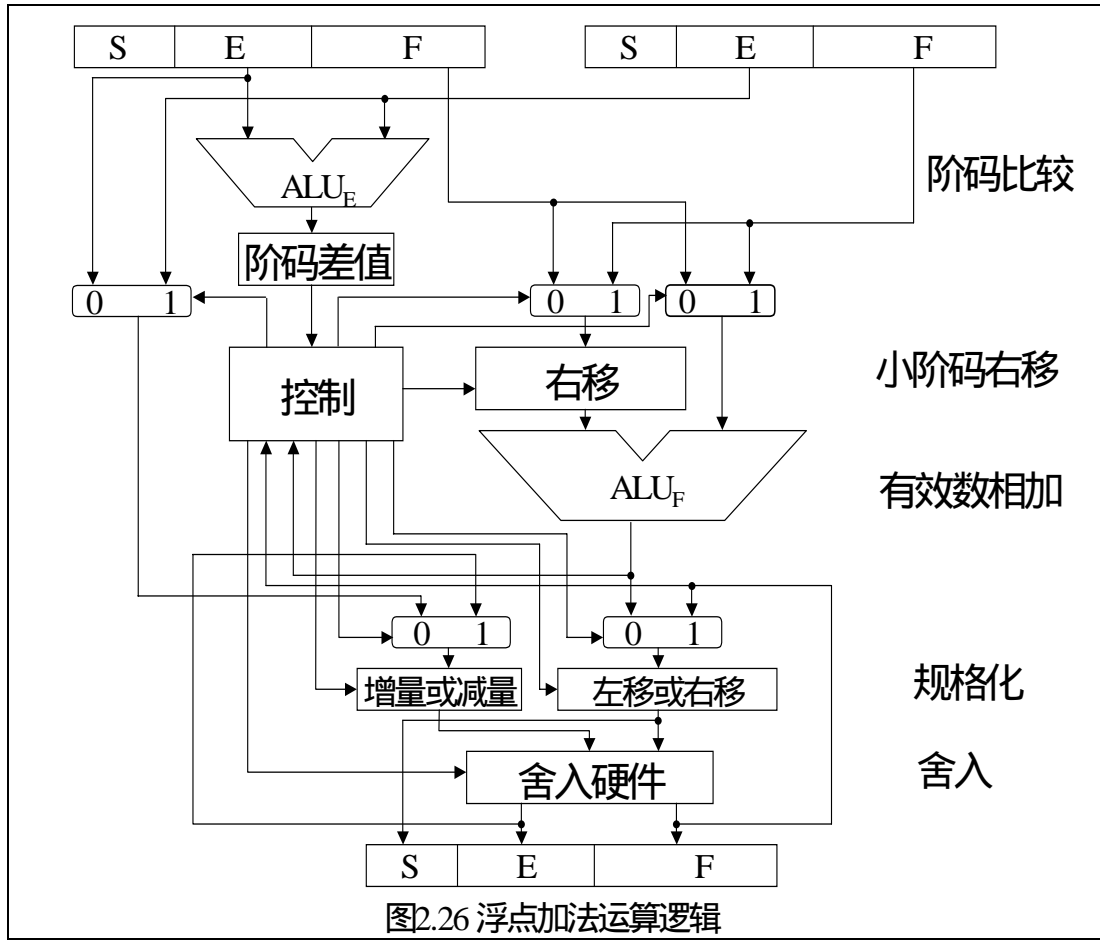 S E F S E F
阶码比较
ALU_E
阶码差值
0 1 0 1 0 1
小阶码右移
控制 右移
有效数相加
ALU_F
0 1 0 1
规格化
增量或减量 左移或右移
舍入
舍入硬件
S E F
图2.26 浮点加法运算逻辑